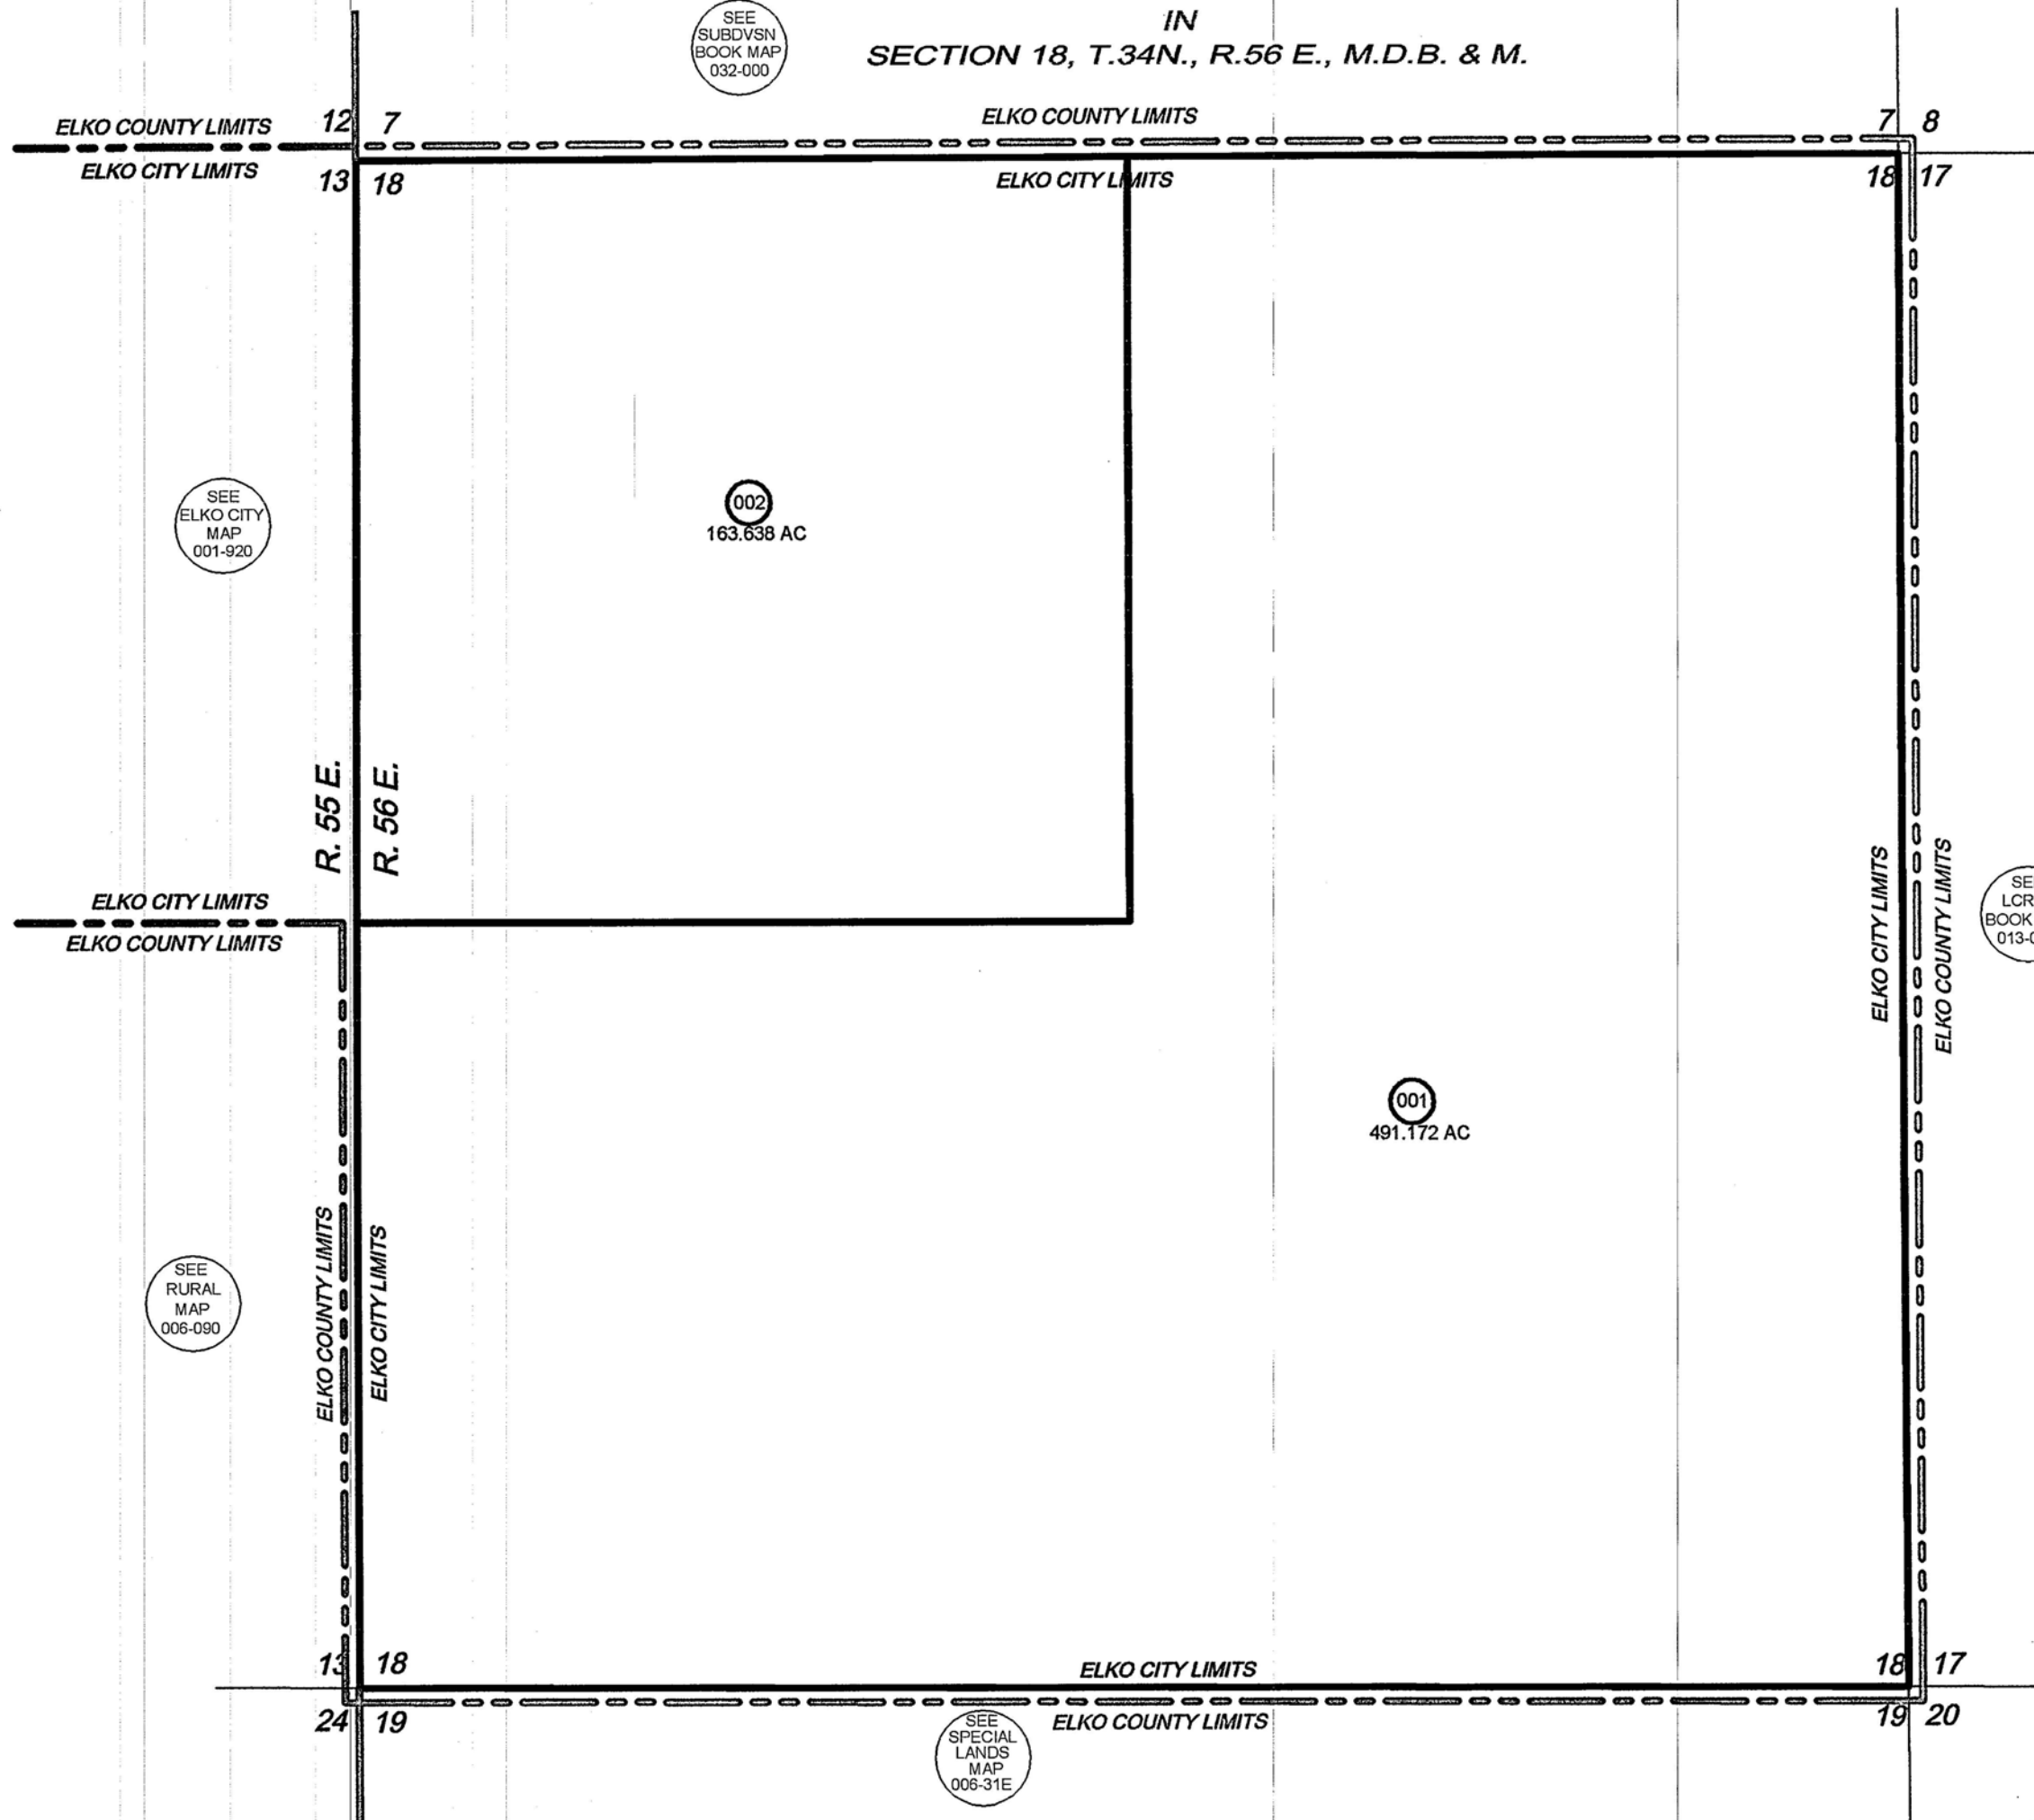 IN
SECTION 18, T.34N., R.56 E., M.D.B. & M.
SEE
SUBDVSN
BOOK MAP
032-000
ELKO COUNTY LIMITS
12 7
ELKO COUNTY LIMITS
7 8
ELKO CITY LIMITS
13 18
ELKO CITY LIMITS
18 17
SEE
ELKO CITY
MAP
001-920
002
163.638 AC
R. 55 E.
R. 56 E.
ELKO CITY LIMITS
ELKO COUNTY LIMITS
ELKO CITY LIMITS
ELKO COUNTY LIMITS
LCR
BOOK
001
491.172 AC
SEE
RURAL
MAP
006-090
ELKO COUNTY LIMITS
ELKO CITY LIMITS
13 18
ELKO CITY LIMITS
18 17
24 19
ELKO COUNTY LIMITS
19 20
SEE
SPECIAL
LANDS
MAP
006-31E